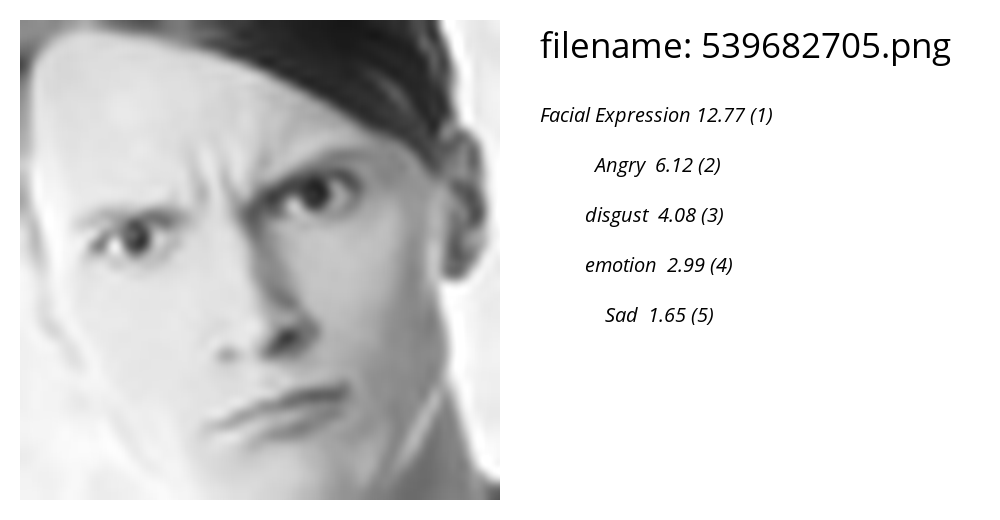 filename: 539682705.png
Facial Expression 12.77 (1)
Angry 6.12 (2)
disgust 4.08 (3)
emotion 2.99 (4)
Sad 1.65 (5)